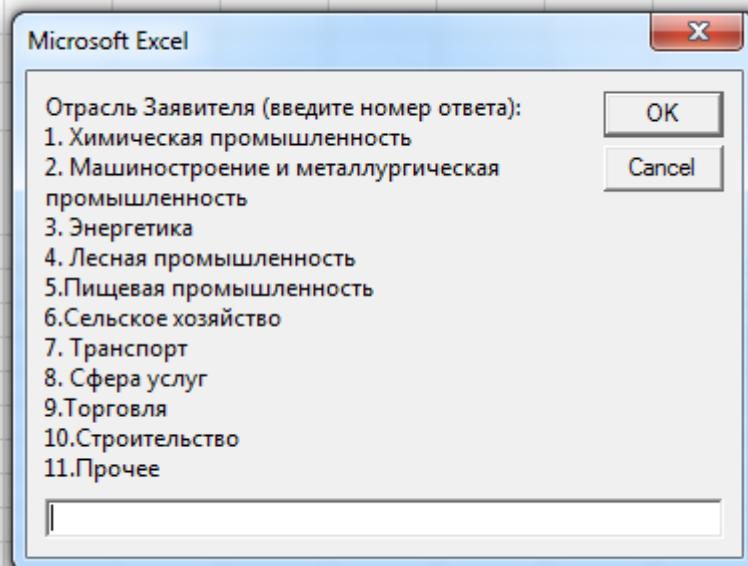 Microsoft Excel
Отрасль Заявителя (введите номер ответа):
1. Химическая промышленность
2. Машиностроение и металлургическая
промышленность
3. Энергетика
4. Лесная промышленность
5.Пищевая промышленность
6.Сельское хозяйство
7. Транспорт
8. Сфера услуг
9.Торговля
10.Строительство
11.Прочее
OK
Cancel